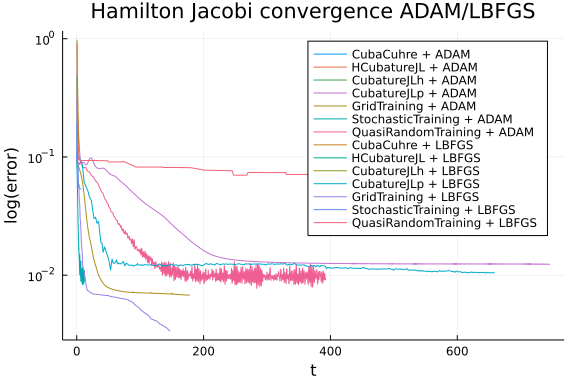 Hamilton Jacobi convergence ADAM/LBFGS
10⁰
10⁻¹
10⁻²
log(error)
CubaCuhre + ADAM
HCubatureJL + ADAM
CubatureJLh + ADAM
CubatureJLp + ADAM
GridTraining + ADAM
StochasticTraining + ADAM
QuasiRandomTraining + ADAM
CubaCuhre + LBFGS
HCubatureJL + LBFGS
CubatureJLh + LBFGS
CubatureJLp + LBFGS
GridTraining + LBFGS
StochasticTraining + LBFGS
QuasiRandomTraining + LBFGS
0 200 400 600
t